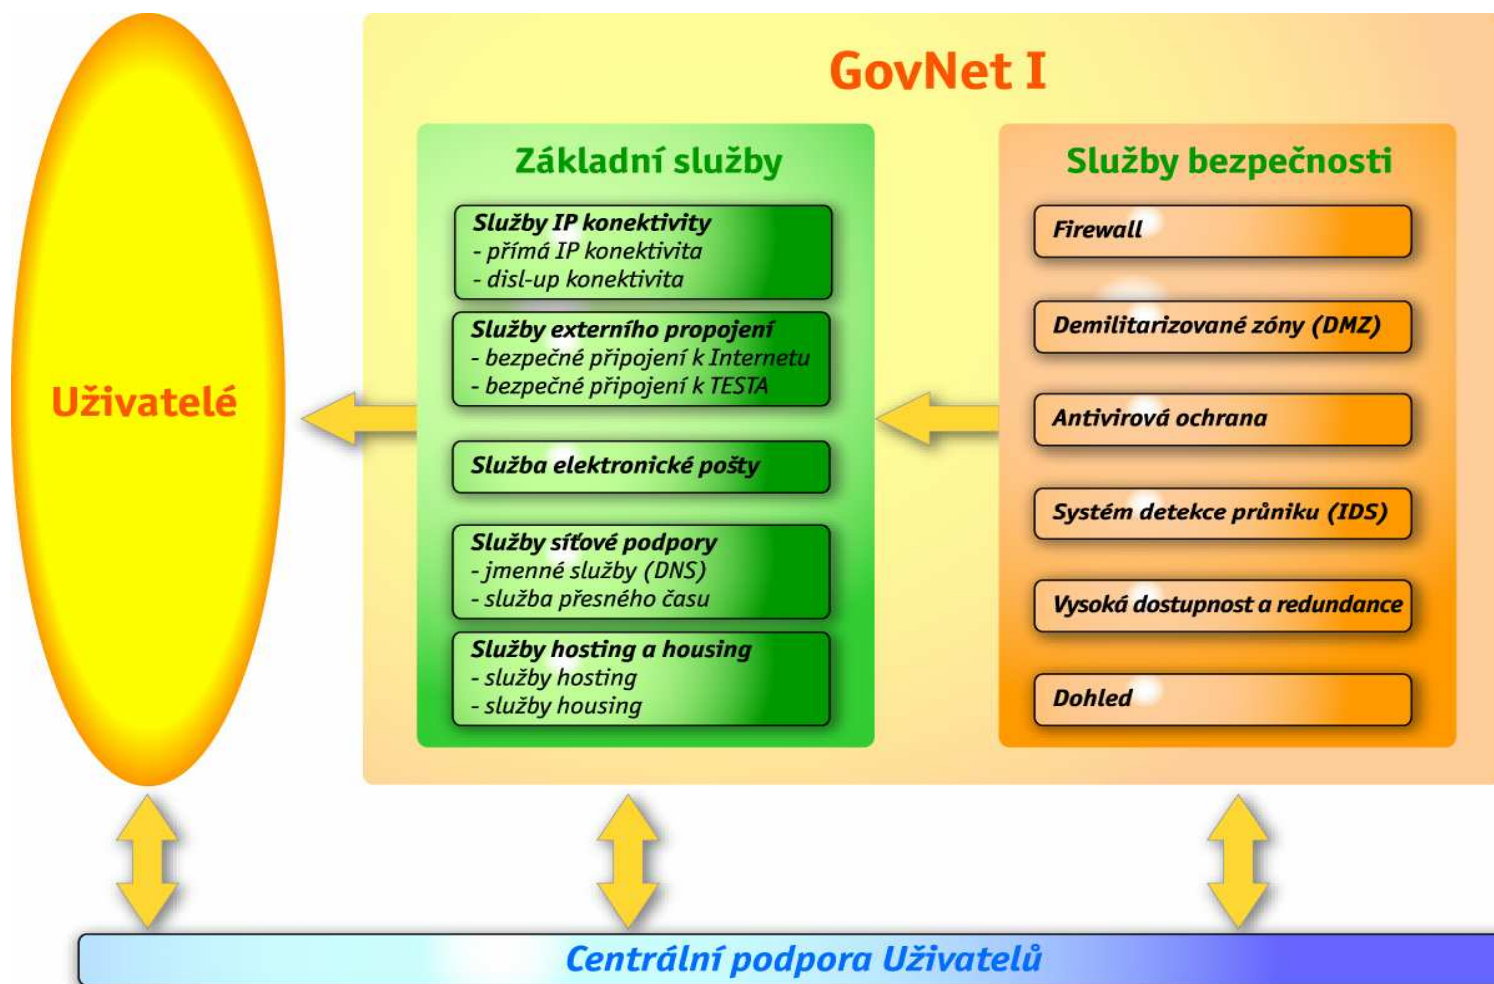 GovNet I
Uživatelé
Základní služby
Služby IP konektivity
- přímá IP konektivita
- disl-up konektivita
Služby externího propojení
- bezpečné připojení k Internetu
- bezpečné připojení k TESTA
Služba elektronické pošty
Služby síťové podpory
- jmenné služby (DNS)
- služba přesného času
Služby hosting a housing
- služby hosting
- služby housing
Služby bezpečnosti
Firewall
Demilitarizované zóny (DMZ)
Antivirová ochrana
Systém detekce průniku (IDS)
Vysoká dostupnost a redundance
Dohled
Centrální podpora Uživatelů